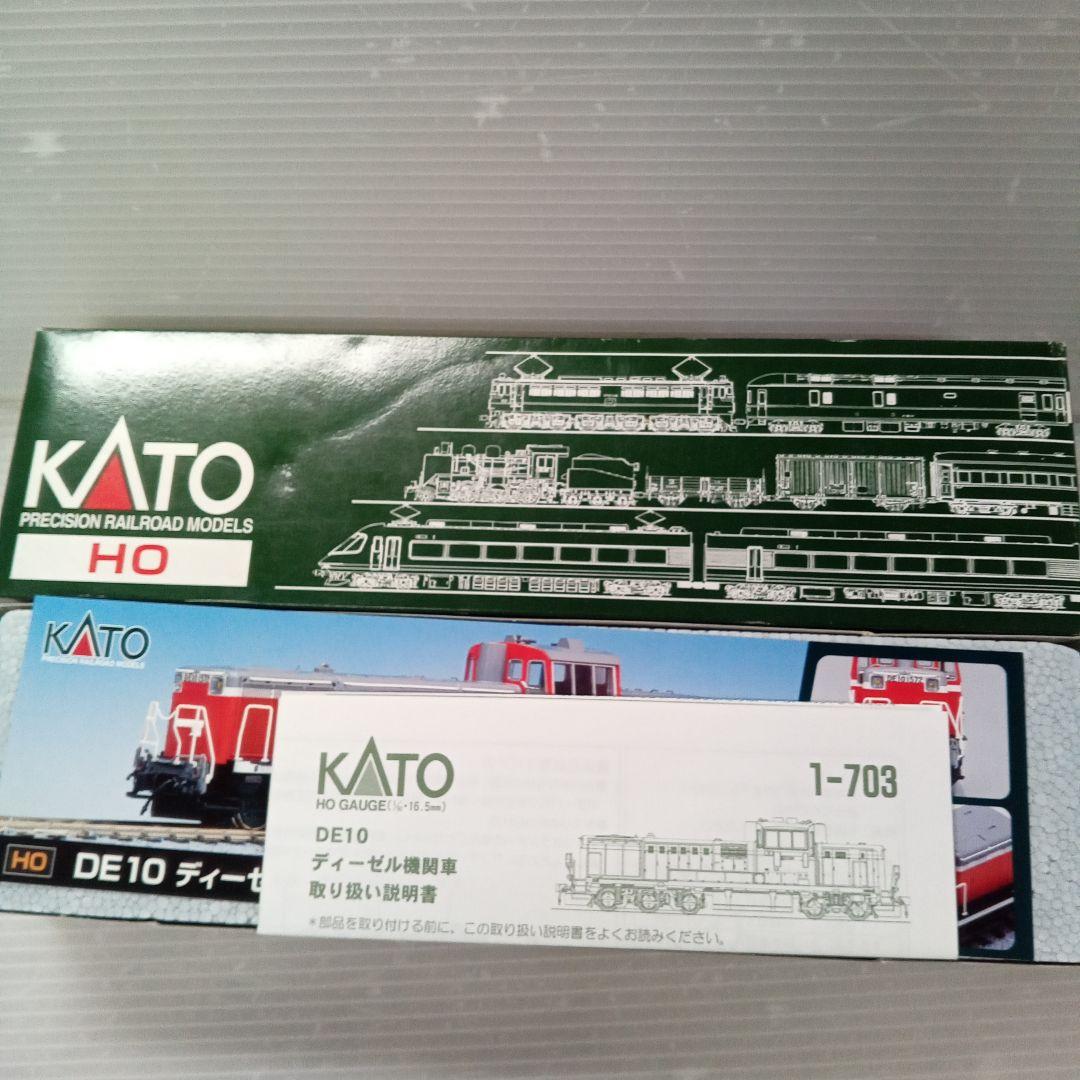 KATO
PRECISION RAILROAD MODELS
HO
KATO
PRECISION RAILROAD MODELS
DE10 1572
HO
DE10 ディーゼ
KATO
HO GAUGE(1/80・16.5mm)
1-703
DE10
ディーゼル機関車
取り扱い説明書
*部品を取り付ける前に、この取り扱い説明書をよくお読みください。